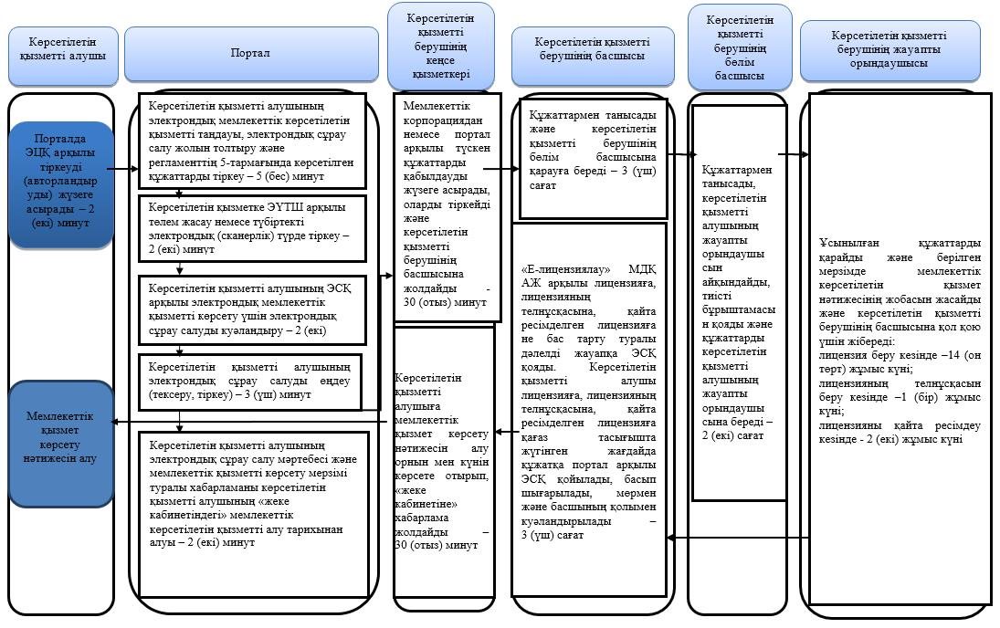 Көрсетілетін
қызметті алушы
Портал
Көрсетілетін
қызметті
берушінің
кеңсе
қызметкері
Көрсетілетін қызметті
берушінің басшысы
Көрсетілетін
қызметті
берушінің
бөлім
басшысы
Көрсетілетін қызметті
берушінің жауапты
орындаушысы
Порталда
ЭЦҚ арқылы
тіркеуді
(авторландыр
уды) жүзеге
асырады – 2
(екі) минут
Мемлекеттік
қызмет
көрсету
нәтижесін алу
Көрсетілетін қызметті алушының
электрондық мемлекеттік көрсетілетін
қызметті таңдауы, электрондық сұрау
салу жолын толтыру және
регламенттің 5-тармағында көрсетілген
құжаттарды тіркеу – 5 (бес) минут
Көрсетілетін қызметке ЭҮТШ арқылы
төлем жасау немесе түбіртекті
электрондық (сканерлік) түрде тіркеу –
2 (екі) минут
Көрсетілетін қызметті алушының ЭСҚ
арқылы электрондық мемлекеттік
қызметті көрсету үшін электрондық
сұрау салуды куәландыру – 2 (екі)
Көрсетілетін қызметті алушының
электрондық сұрау салуды өңдеу
(тексеру, тіркеу) – 3 (үш) минут
Көрсетілетін қызметті алушының
электрондық сұрау салу мәртебесі және
мемлекеттік қызметті көрсету мерзімі
туралы хабарламаны көрсетілетін
қызметті алушының «жеке
кабинетіндегі» мемлекеттік
көрсетілетін қызметті алу тарихынан
алуы – 2 (екі) минут
Мемлекеттік
корпорациядан
немесе портал
арқылы түскен
құжаттарды
қабылдауды
жүзеге асырады,
оларды тіркейді
және
көрсетілетін
қызметті
берушінің
басшысына
жолдайды -
30 (отыз) минут
Көрсетілетін
қызметті
алушыға
мемлекеттік
қызмет көрсету
нәтижесін алу
орнын мен күнін
көрсете отырып,
«жеке
кабинетіне»
хабарлама
жолдайды –
30 (отыз) минут
Құжаттармен танысады
және көрсетілетін
қызметті берушінің
бөлім басшысына
қарауға береді – 3 (үш)
сағат
«Е-лицензиялау» МДҚ
АЖ арқылы лицензияға,
лицензияның
телнұсқасына, қайта
ресімделген лицензияға
не бас тарту туралы
дәлелді жауапқа ЭСҚ
қояды. Көрсетілетін
қызметті алушы
лицензияға, лицензияның
телнұсқасына, қайта
ресімделген лицензияға
қағаз тасығышта
жүгінген жағдайда
құжатқа портал арқылы
ЭСҚ қойылады, басып
шығарылады, мөрмен
және басшының қолымен
куәландырылады –
3 (үш) сағат
Құжаттармен
танысады,
көрсетілетін
қызметті
алушының
жауапты
орындаушы
сын
айқындайды,
тиісті
бұрыштамасы
н қояды және
құжаттарды
көрсетілетін
қызметті
алушының
жауапты
орындаушы
сына береді –
2 (екі) сағат
Ұсынылған құжаттарды
қарайды және берілген
мерзімде мемлекеттік
көрсетілетін қызмет
нәтижесінің жобасын жасайды
және көрсетілетін қызметті
берушінің басшысына қол қою
үшін жібереді:
лицензия беру кезінде –14 (он
төрт) жұмыс күні;
лицензияның телнұсқасын
беру кезінде –1 (бір) жұмыс
күні;
лицензияны қайта ресімдеу
кезінде - 2 (екі) жұмыс күні